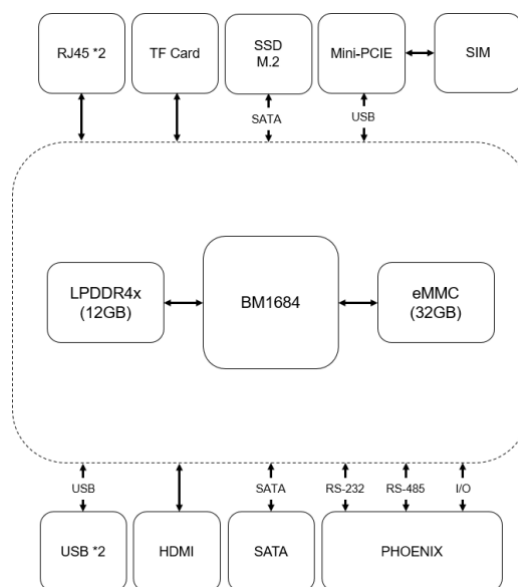 RJ45 *2
TF Card
SSD
M.2
Mini-PCIE
SIM
SATA
USB
LPDDR4x
(12GB)
BM1684
eMMC
(32GB)
USB
SATA
RS-232
RS-485
I/O
USB *2
HDMI
SATA
PHOENIX